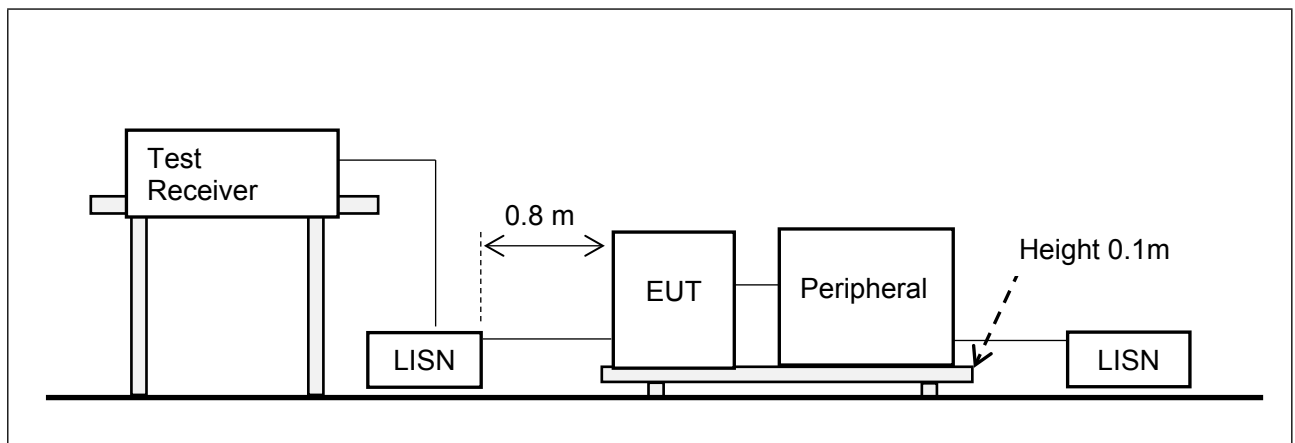 Test
Receiver
0.8 m
EUT
Peripheral
Height 0.1m
LISN
LISN